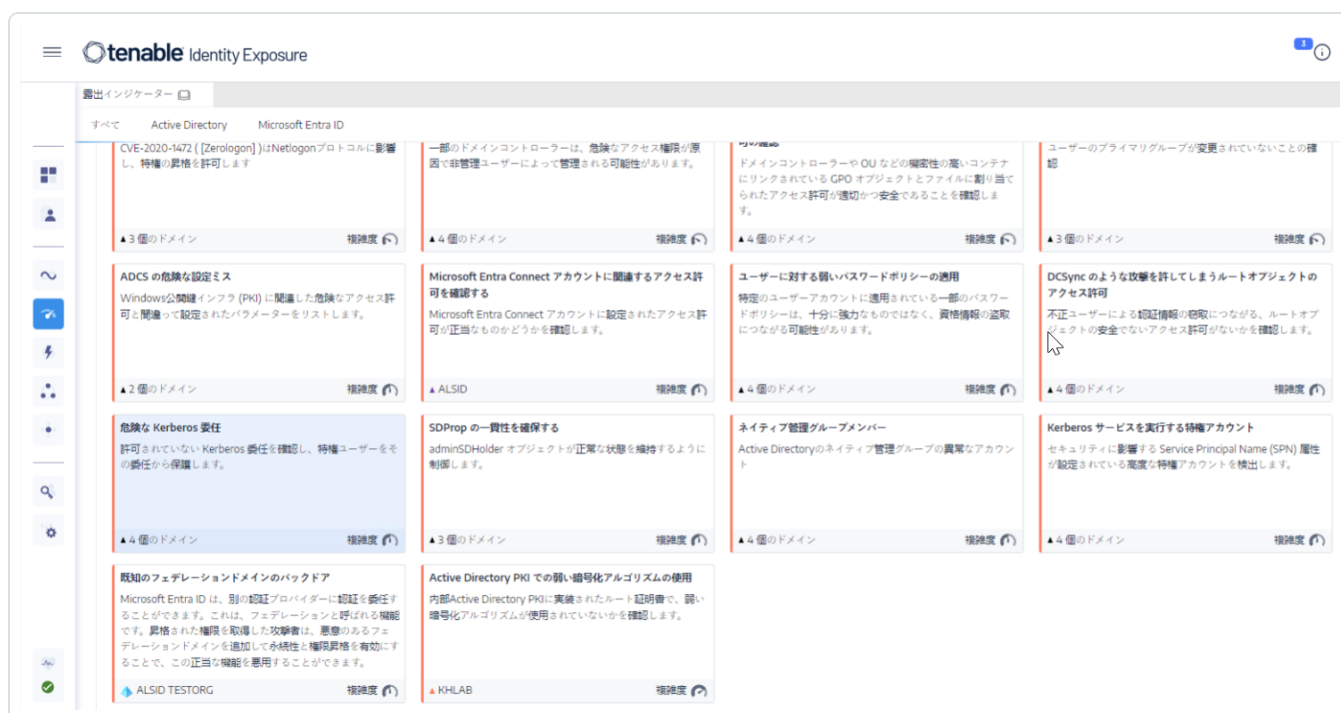 tenable Identity Exposure
3
露出インジケーター
すべて Active Directory Microsoft Entra ID
CVE-2020-1472 ( [Zerologon] )はNetlogonプロトコルに影響
し、特権の昇格を許可します
▲3 個のドメイン 複雑度
一部のドメインコントローラーは、危険なアクセス権限が原
因で非管理ユーザーによって管理される可能性があります。
▲4 個のドメイン 複雑度
可の確認
ドメインコントローラーや OU などの機密性の高いコンテナ
にリンクされている GPO オブジェクトとファイルに割り当て
られたアクセス許可が適切かつ安全であることを確認しま
す。
▲4 個のドメイン 複雑度
ユーザーのプライマリグループが変更されていないことの確
認
▲3 個のドメイン 複雑度
ADCS の危険な設定ミス
Windows公開鍵インフラ (PKI) に関連した危険なアクセス許
可と間違って設定されたパラメーターをリストします。
▲2 個のドメイン 複雑度
Microsoft Entra Connect アカウントに関連するアクセス許
可を確認する
Microsoft Entra Connect アカウントに設定されたアクセス許
可が正当なものかどうかを確認します。
▲ALSID 複雑度
ユーザーに対する弱いパスワードポリシーの適用
特定のユーザーアカウントに適用されている一部のパスワー
ドポリシーは、十分に強力なものではなく、資格情報の盗取
につながる可能性があります。
▲4 個のドメイン 複雑度
DCSync のような攻撃を許してしまうルートオブジェクトの
アクセス許可
不正ユーザーによる認証情報の窃取につながる、ルートオブ
ジェクトの安全でないアクセス許可がないかを確認します。
▲4 個のドメイン 複雑度
危険な Kerberos 委任
許可されていない Kerberos 委任を確認し、特権ユーザーをそ
の委任から保護します。
▲4 個のドメイン 複雑度
SDProp の一貫性を確保する
adminSDHolder オブジェクトが正常な状態を維持するように
制御します。
▲3 個のドメイン 複雑度
ネイティブ管理グループメンバー
Active Directoryのネイティブ管理グループの異常なアカウン
ト
▲4 個のドメイン 複雑度
Kerberos サービスを実行する特権アカウント
セキュリティに影響する Service Principal Name (SPN) 属性
が設定されている高度な特権アカウントを検出します。
▲4 個のドメイン 複雑度
既知のフェデレーションドメインのバックドア
Microsoft Entra ID は、別の認証プロバイダーに認証を委任す
ることができます。これは、フェデレーションと呼ばれる機能
です。昇格された権限を取得した攻撃者は、悪意のあるフェ
デレーションドメインを追加して永続性と権限昇格を有効にす
ることで、この正当な機能を悪用することができます。
ALSID TESTORG 複雑度
Active Directory PKI での弱い暗号化アルゴリズムの使用
内部Active Directory PKIに実装されたルート証明書で、弱い
暗号化アルゴリズムが使用されていないかを確認します。
▲KHLAB 複雑度